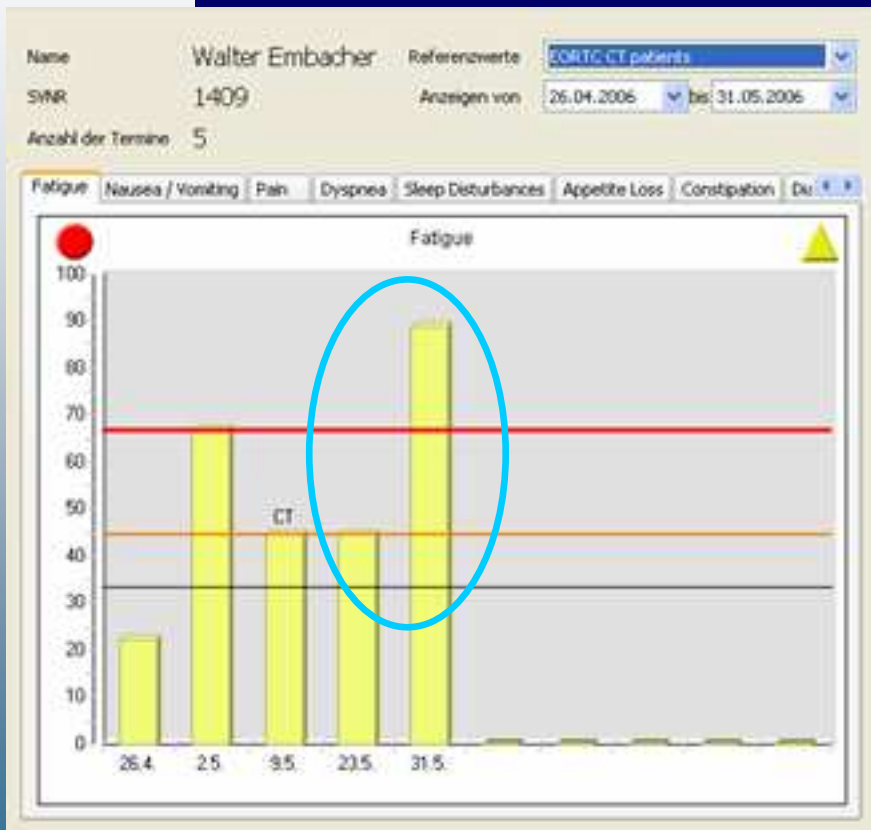 Name Walter Embacher Referenzwerte EORTC CT patients
SVNR 1409 Anzeigen von 26.04.2006 bis 31.05.2006
Anzahl der Termine 5
Fatigue Nausea / Vomiting Pain Dyspnea Sleep Disturbances Appetite Loss Constipation
Fatigue
100
90
80
70
60
50
CT
40
30
20
10
0
26.4. 2.5. 9.5. 23.5. 31.5.